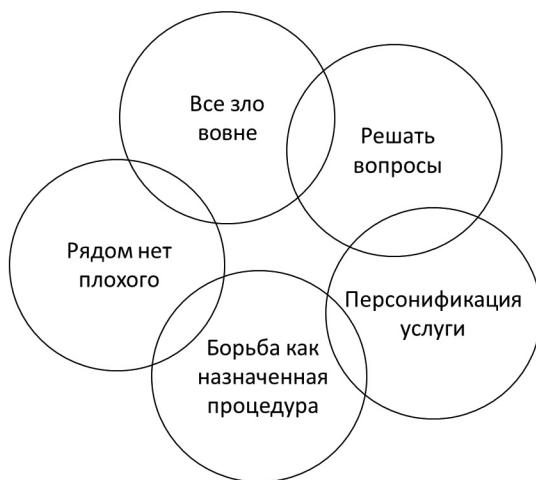 Все зло
вовне
Решать
вопросы
Рядом нет
плохого
Персонификация
услуги
Борьба как
назначенная
процедура